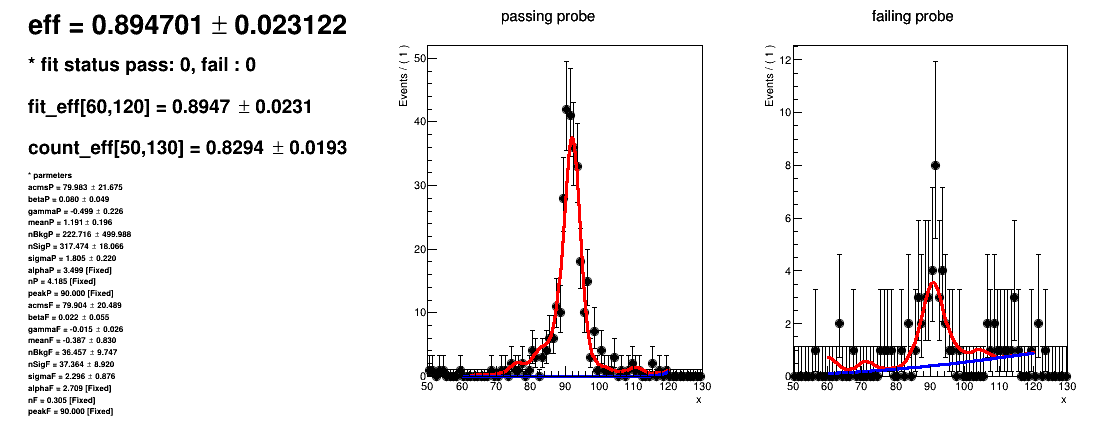 eff = 0.894701 ± 0.023122
* fit status pass: 0, fail : 0
fit_eff[60,120] = 0.8947 ± 0.0231
count_eff[50,130] = 0.8294 ± 0.0193
* parmeters
acmsP = 79.983 ± 21.675
betaP = 0.080 ± 0.049
gammaP = -0.499 ± 0.226
meanP = 1.191 ± 0.196
nBkgP = 222.716 ± 499.988
nSigP = 317.474 ± 18.066
sigmaP = 1.805 ± 0.220
alphaP = 3.499 [Fixed]
nP = 4.185 [Fixed]
peakP = 90.000 [Fixed]
acmsF = 79.904 ± 20.489
betaF = 0.022 ± 0.055
gammaF = -0.015 ± 0.026
meanF = -0.387 ± 0.830
nBkgF = 36.457 ± 9.747
nSigF = 37.364 ± 8.920
sigmaF = 2.296 ± 0.876
alphaF = 2.709 [Fixed]
nF = 0.305 [Fixed]
peakF = 90.000 [Fixed]
passing probe
Events / ( 1 )
50
40
30
20
10
0
50 60 70 80 90 100 110 120 130
x
failing probe
Events / ( 1 )
12
10
8
6
4
2
0
50 60 70 80 90 100 110 120 130
x